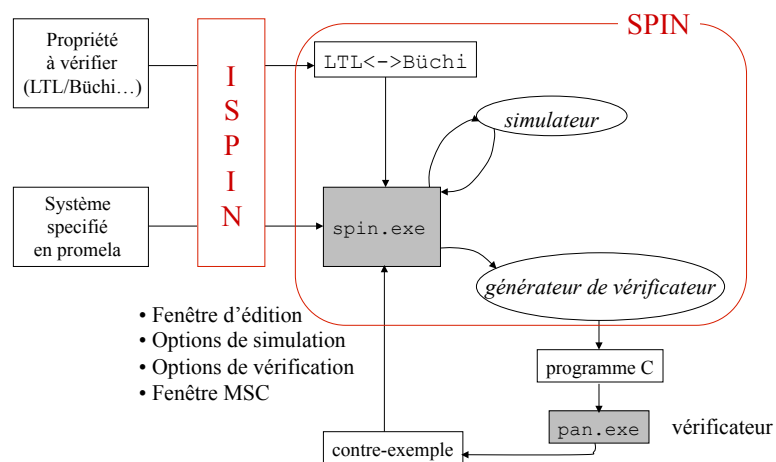 SPIN
Propriété
à vérifier
(LTL/Büchi…)
I
S
P
I
N
LTL<->Büchi
simulateur
Système
specifié
en promela
spin.exe
générateur de vérificateur
• Fenêtre d'édition
• Options de simulation
• Options de vérification
• Fenêtre MSC
programme C
pan.exe
vérificateur
contre-exemple